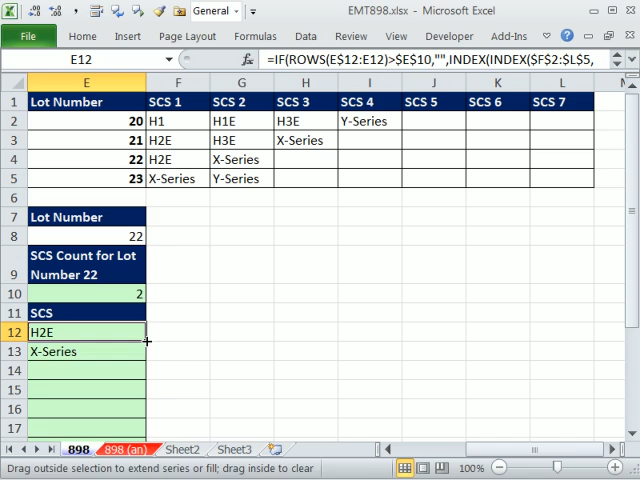 General
EMT898.xlsx - Microsoft Excel
File Home Insert Page Layout Formulas Data Review View Developer Add-Ins
E12 fx =IF(ROWS(E$12:E12)>$E$10,"",INDEX(INDEX($F$2:$L$5,
E F G H I J K L
1 Lot Number SCS 1 SCS 2 SCS 3 SCS 4 SCS 5 SCS 6 SCS 7
2 20 H1 H1E H3E Y-Series
3 21 H2E H3E X-Series
4 22 H2E X-Series
5 23 X-Series Y-Series
6
7 Lot Number
8 22
SCS Count for Lot
9 Number 22
10 2
11 SCS
12 H2E
13 X-Series
14
15
16
17
898 898 (an) Sheet2 Sheet3
Drag outside selection to extend series or fill; drag inside to clear 100%